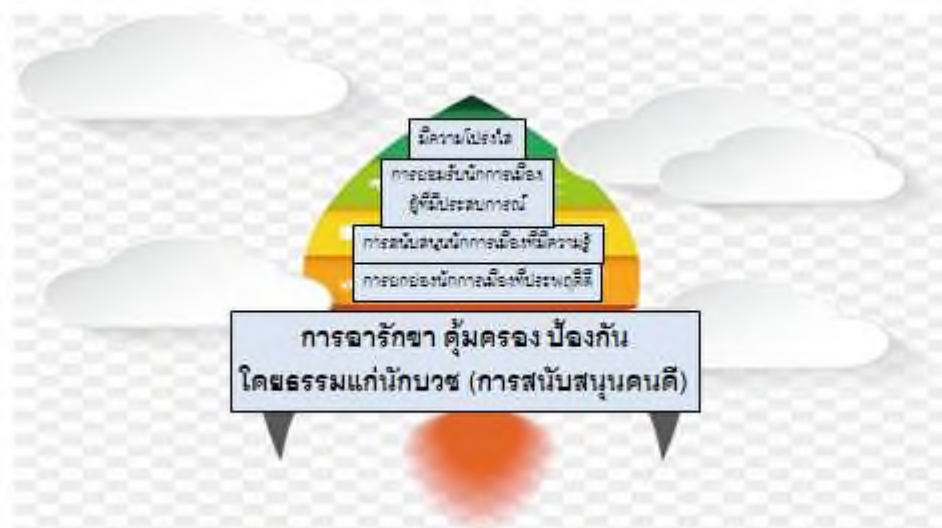 มีความโปร่งใส
การยอมรับนักการเมือง
ผู้ที่มีประสบการณ์
การสนับสนุนนักการเมืองที่มีความรู้
การยกย่องนักการเมืองที่ประพฤติดี
การอารักขา คุ้มครอง ป้องกัน
โดยธรรมแก่นักบวช (การสนับสนุนคนดี)